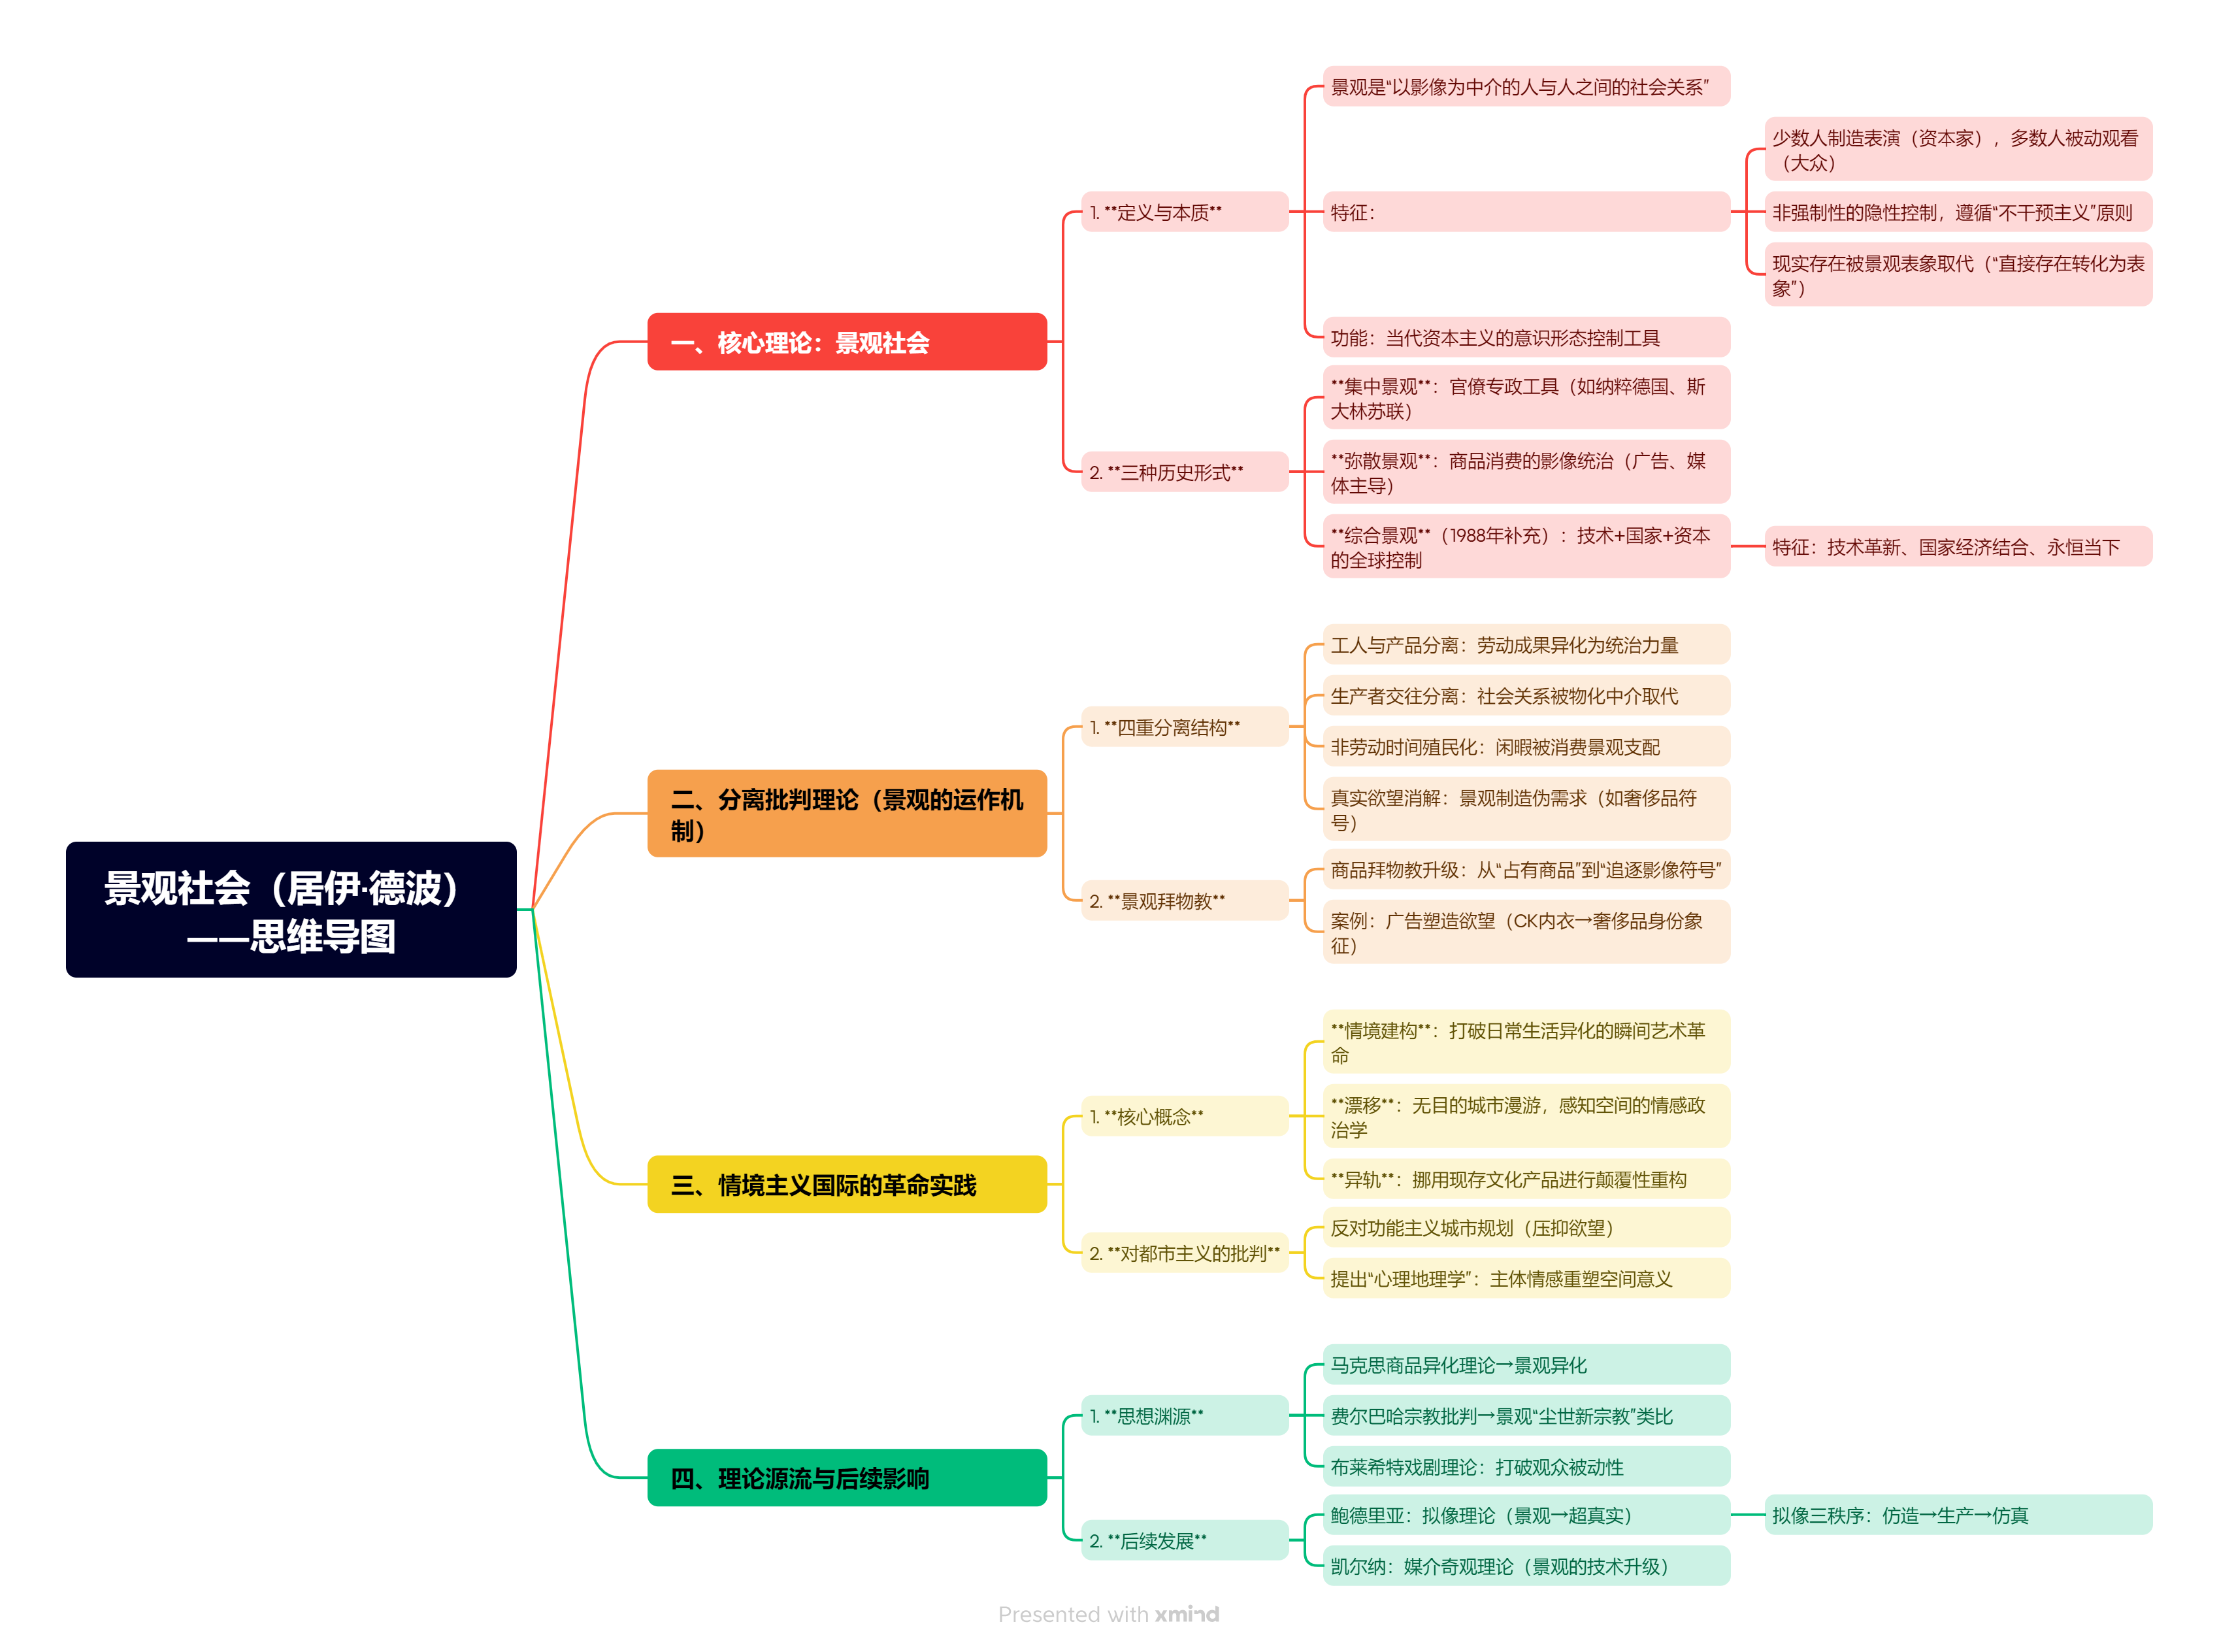 景观社会（居伊·德波）
——思维导图
一、核心理论：景观社会
1. **定义与本质**
景观是“以影像为中介的人与人之间的社会关系”
特征：
少数人制造表演（资本家），多数人被动观看
（大众）
非强制性的隐性控制，遵循“不干预主义”原则
现实存在被景观表象取代（“直接存在转化为表
象”）
功能：当代资本主义的意识形态控制工具
2. **三种历史形式**
**集中景观**：官僚专政工具（如纳粹德国、斯
大林苏联）
**弥散景观**：商品消费的影像统治（广告、媒
体主导）
**综合景观**（1988年补充）：技术+国家+资本
的全球控制
特征：技术革新、国家经济结合、永恒当下
二、分离批判理论（景观的运作机
制）
1. **四重分离结构**
工人与产品分离：劳动成果异化为统治力量
生产者交往分离：社会关系被物化中介取代
非劳动时间殖民化：闲暇被消费景观支配
真实欲望消解：景观制造伪需求（如奢侈品符
号）
2. **景观拜物教**
商品拜物教升级：从“占有商品”到“追逐影像符号”
案例：广告塑造欲望（CK内衣→奢侈品身份象
征）
三、情境主义国际的革命实践
1. **核心概念**
**情境建构**：打破日常生活异化的瞬间艺术革
命
**漂移**：无目的城市漫游，感知空间的情感政
治学
**异轨**：挪用现存文化产品进行颠覆性重构
2. **对都市主义的批判**
反对功能主义城市规划（压抑欲望）
提出“心理地理学”：主体情感重塑空间意义
四、理论源流与后续影响
1. **思想渊源**
马克思商品异化理论→景观异化
费尔巴哈宗教批判→景观“尘世新宗教”类比
布莱希特戏剧理论：打破观众被动性
2. **后续发展**
鲍德里亚：拟像理论（景观→超真实）
拟像三秩序：仿造→生产→仿真
凯尔纳：媒介奇观理论（景观的技术升级）
Presented with xmind